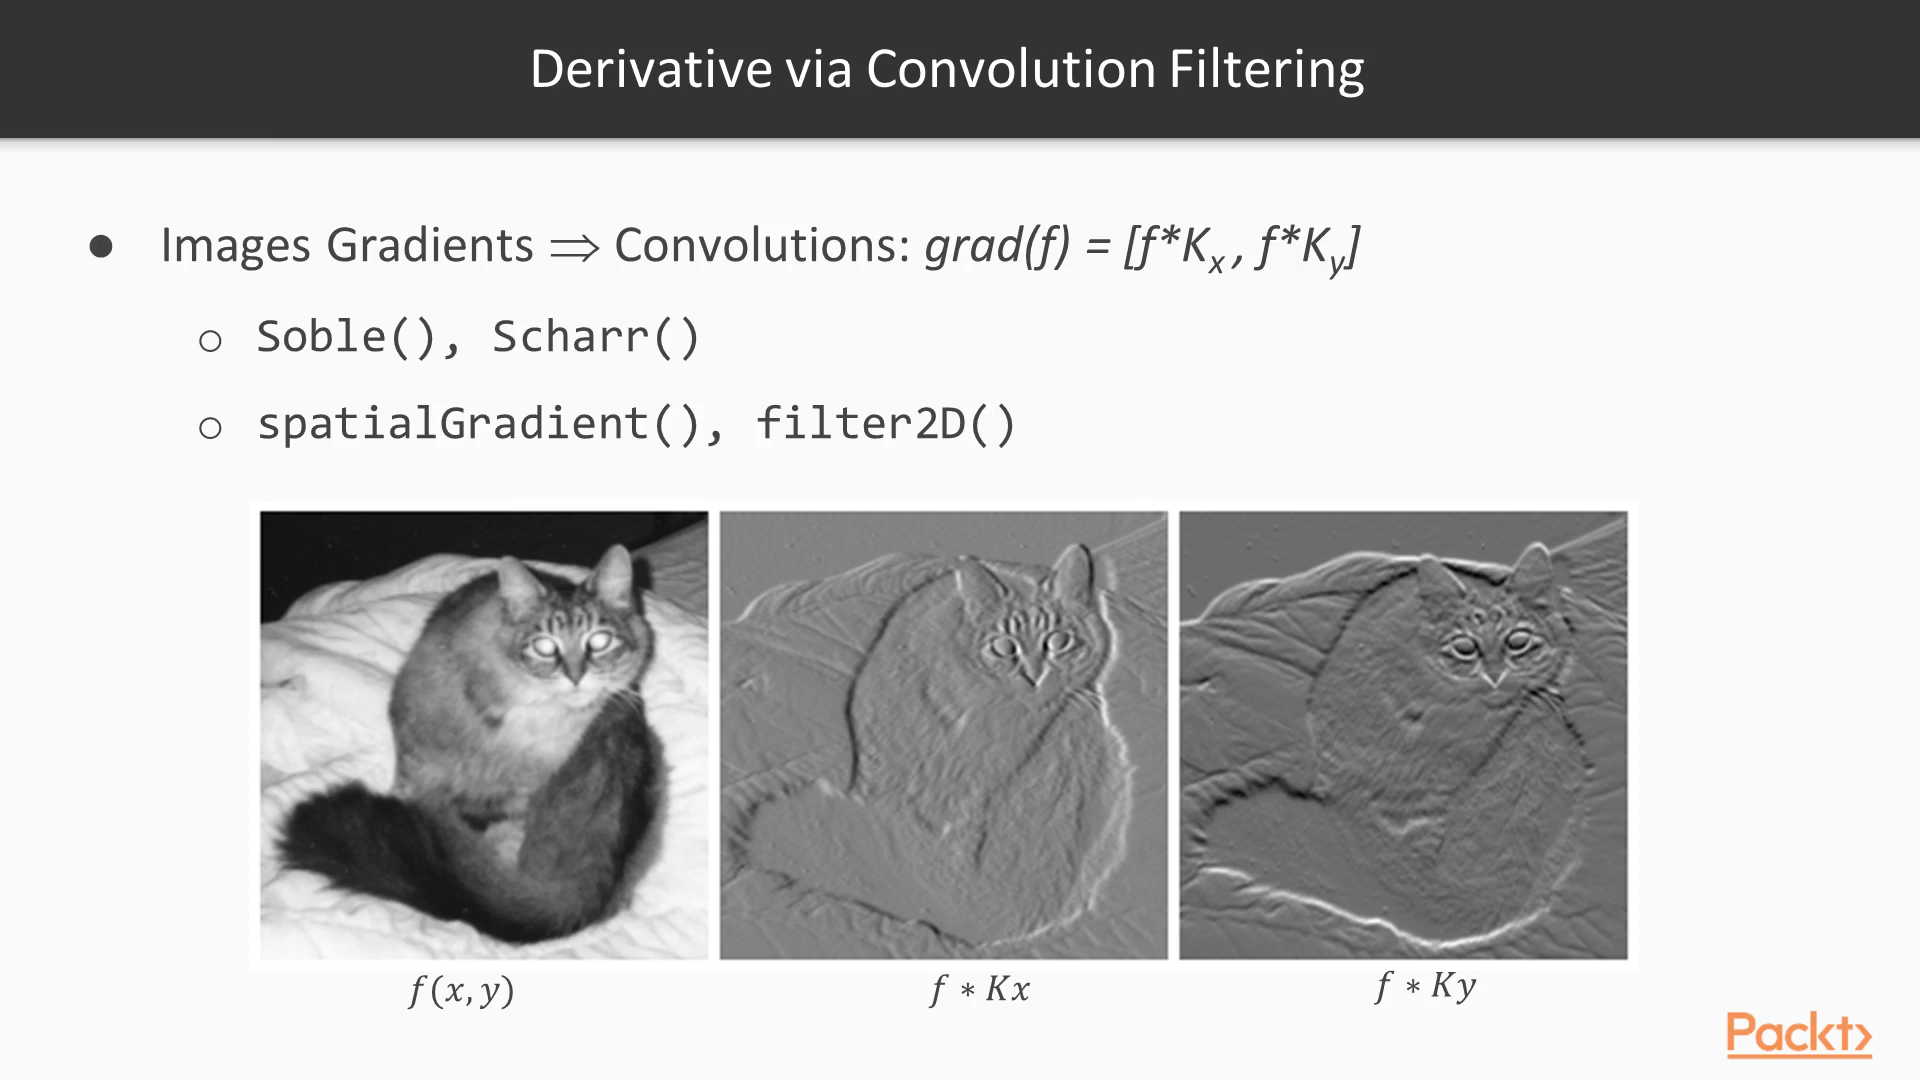 Derivative via Convolution Filtering
● Images Gradients ⟹ Convolutions: grad(f) = [f*Kx , f*Ky]
○ Soble(), Scharr()
○ spatialGradient(), filter2D()
f(x, y)
f ∗ Kx
f ∗ Ky
Packt>